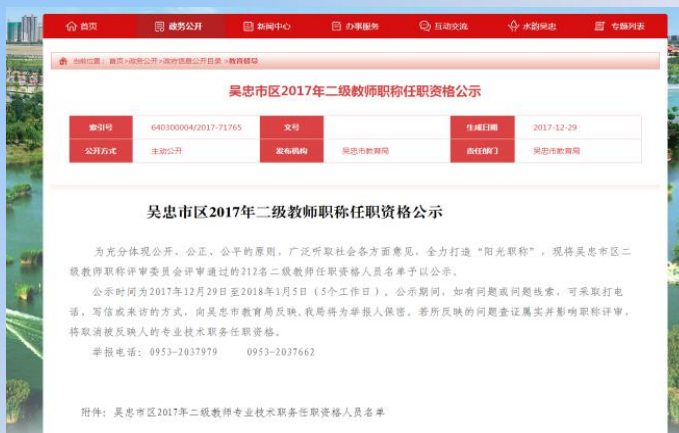 首页 政务公开 新闻中心 办事服务 互动交流 水韵吴忠 专题列表
当前位置：首页>政务公开>政府信息公开目录>教育督导
吴忠市区2017年二级教师职称任职资格公示
索引号 640300004/2017-71765 文号 生成日期 2017-12-29
公开方式 主动公开 发布机构 吴忠市教育局 责任部门 吴忠市教育局
吴忠市区2017年二级教师职称任职资格公示
为充分体现公开、公正、公平的原则，广泛听取社会各方面意见，全力打造“阳光职称”，现将吴忠市区二
级教师职称评审委员会评审通过的212名二级教师任职资格人员名单予以公示。
公示时间为2017年12月29日至2018年1月5日（5个工作日）。公示期间，如有问题或问题线索，可采取打电
话、写信或来访的方式，向吴忠市教育局反映，我局将为举报人保密。若所反映的问题查证属实并影响职称评审，
将取消被反映人的专业技术职务任职资格。
举报电话：0953-2037979 0953-2037662
附件：吴忠市区2017年二级教师专业技术职务任职资格人员名单